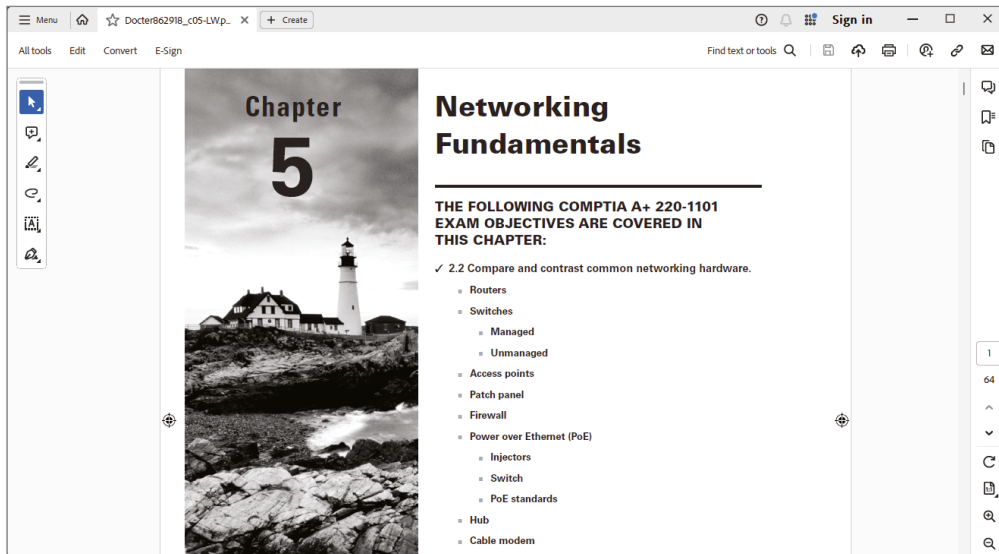 Menu
Docter862918_c05-LW.p...
Create
Sign in
All tools
Edit
Convert
E-Sign
Find text or tools
Chapter
5
Networking
Fundamentals
THE FOLLOWING COMPTIA A+ 220-1101
EXAM OBJECTIVES ARE COVERED IN
THIS CHAPTER:
✓ 2.2 Compare and contrast common networking hardware.
Routers
Switches
Managed
Unmanaged
Access points
Patch panel
Firewall
Power over Ethernet (PoE)
Injectors
Switch
PoE standards
Hub
Cable modem
1
64